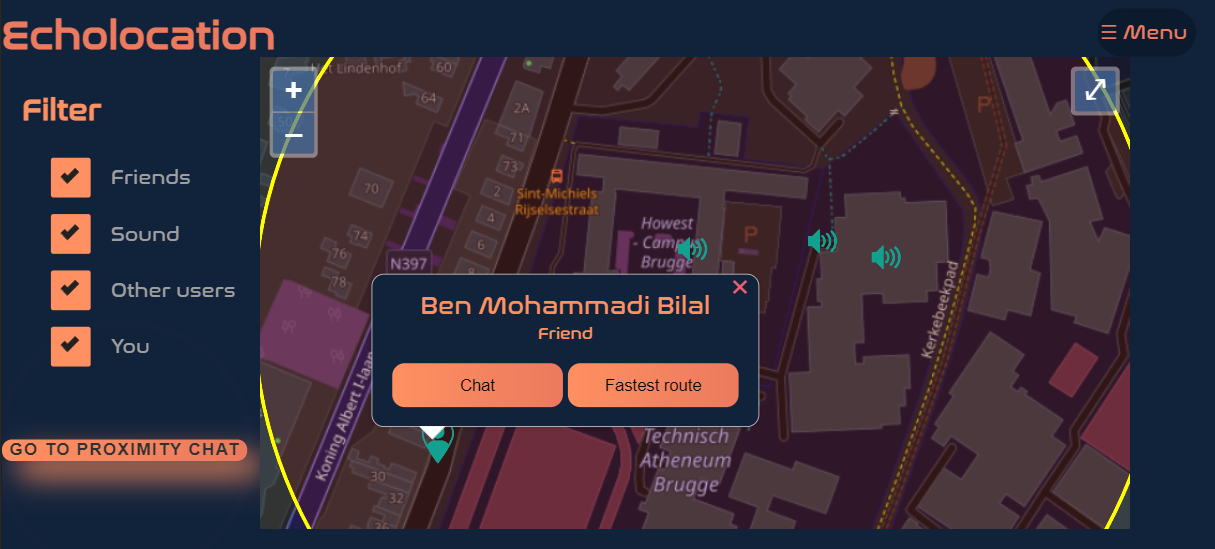 Echolocation
☰ Menu
Filter
Friends
Sound
Other users
You
GO TO PROXIMITY CHAT
+
−
Lindenhof
60
64
2A
71
73
2
4
6
8
70
74
76
78
N397
Sint-Michiels
Rijselsestraat
Howest
- Campus
Brugge
P
P
Kerkebeekpad
Koning Albert I-laan
Ben Mohammadi Bilal
Friend
Chat
Fastest route
Technisch
Atheneum
Brugge
30
32
36